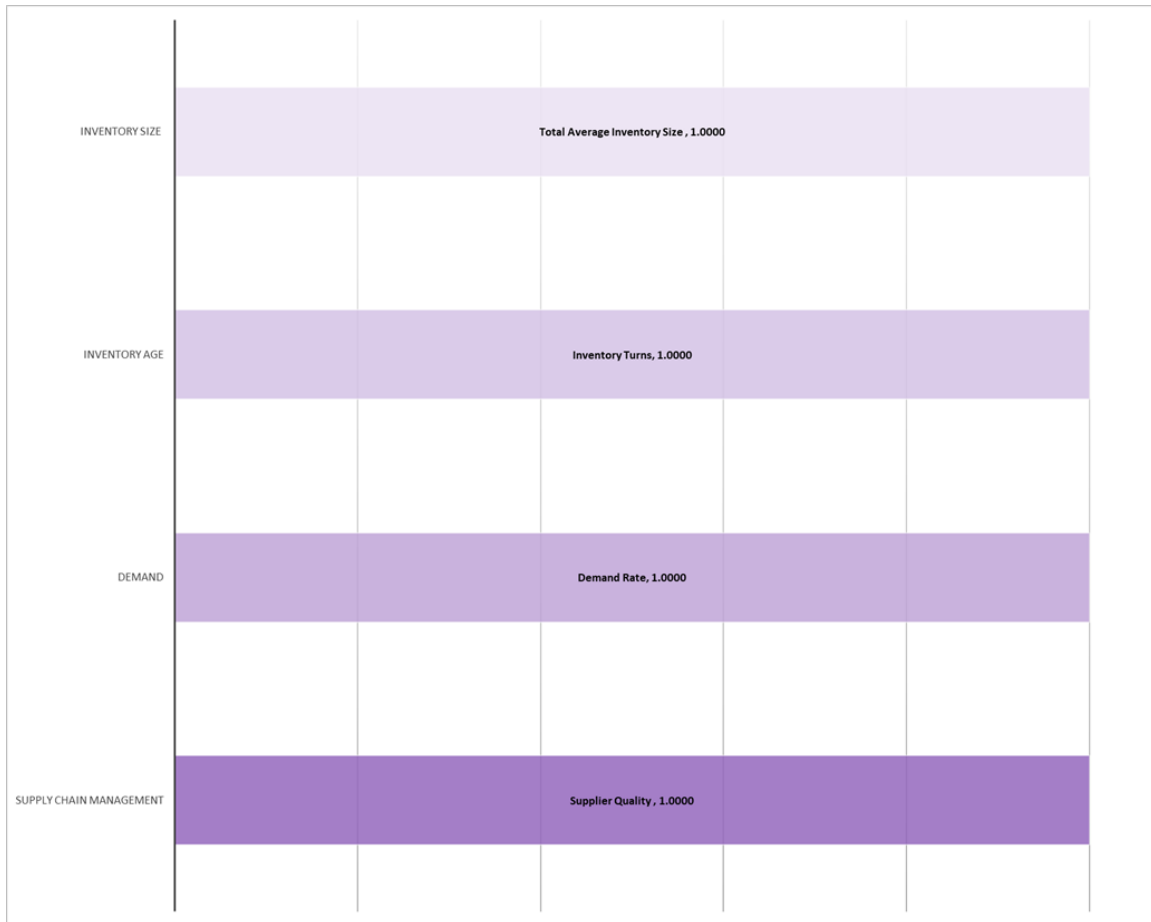 INVENTORY SIZE
Total Average Inventory Size , 1.0000
INVENTORY AGE
Inventory Turns, 1.0000
DEMAND
Demand Rate, 1.0000
SUPPLY CHAIN MANAGEMENT
Supplier Quality , 1.0000